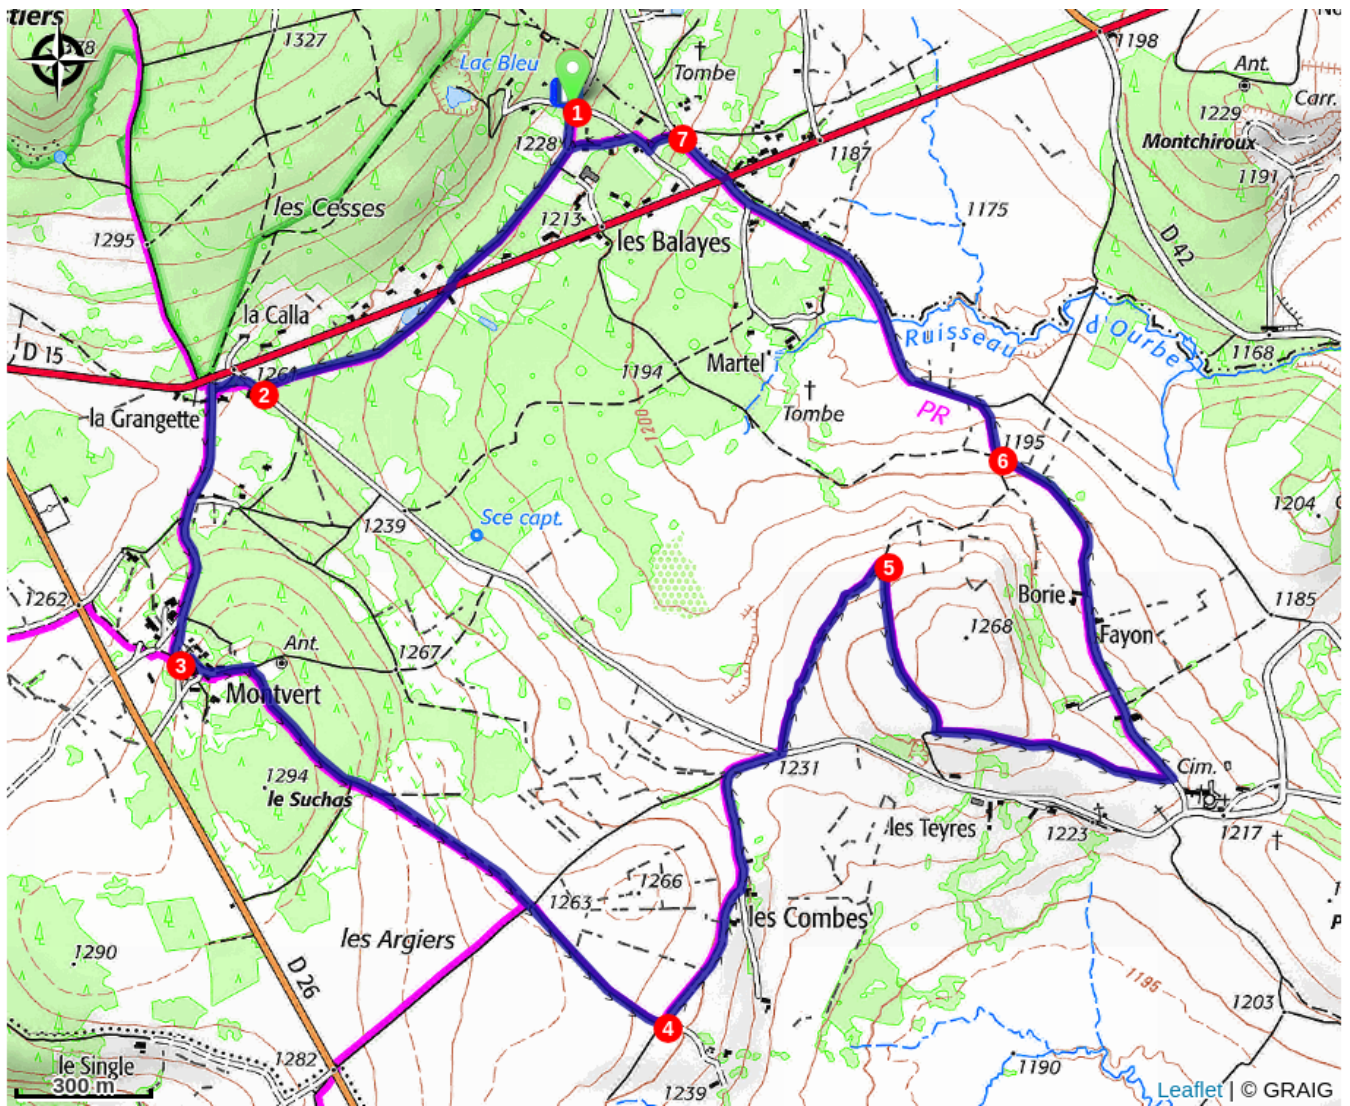 tiers
1378
1327
Lac Bleu
Tombe
1
1228
7
1198
Ant.
1229
Carr.
Montchiroux
1187
1191
les Cesses
1213
1175
1295
les Balayes
D 42
la Calla
D 15
1261
2
la Grangette
1194
Martel
Ruisseau
d'Ourbe
1168
Tombe
PR
1200
1195
6
1239
Sce capt.
1204
5
1262
Borie
1268
1185
Fayon
Ant.
1267
3
Montvert
1231
Cim.
1294
le Suchas
les Teyres
1223
1217
1266
1263
les Combes
les Argiers
1290
D 26
4
1195
1203
1282
le Single
300 m
1239
1190
Leaflet | © GRAIG